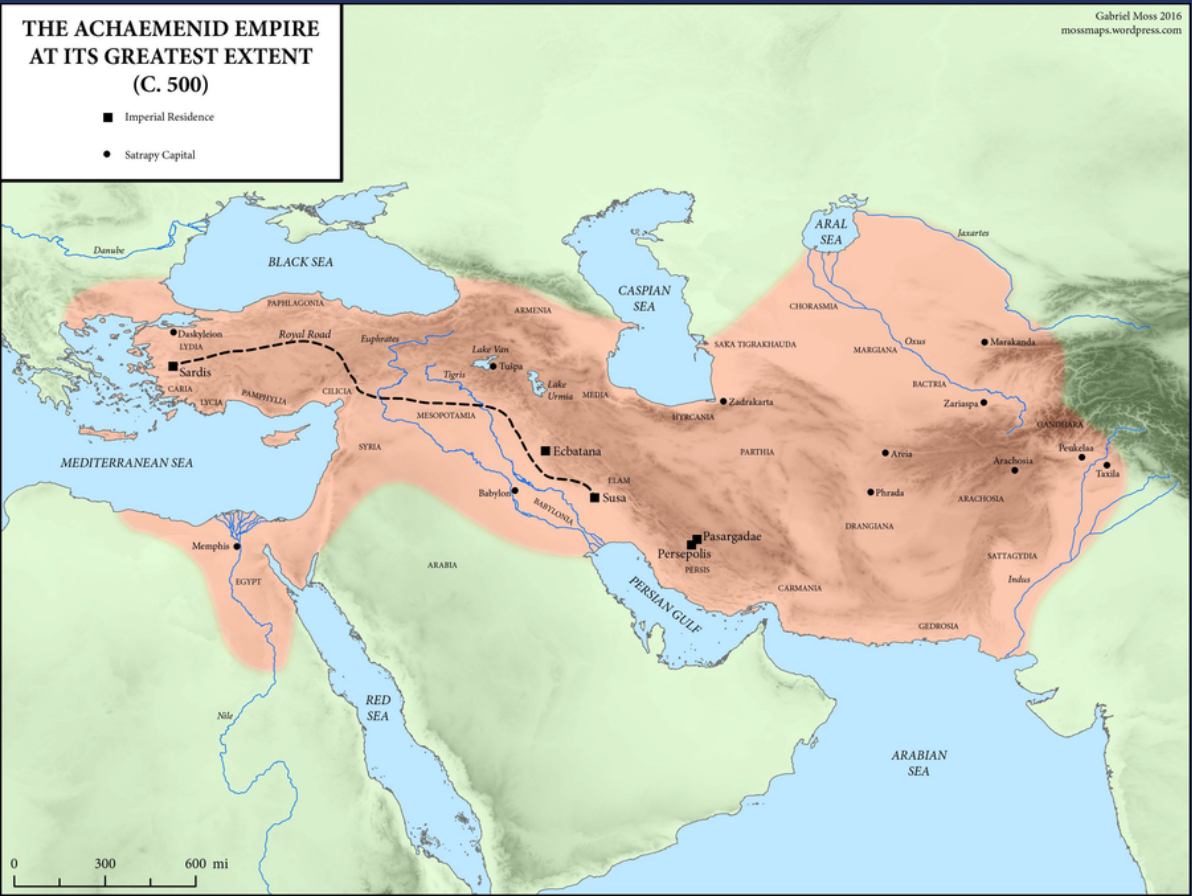 THE ACHAEMENID EMPIRE
AT ITS GREATEST EXTENT
(C. 500)
Imperial Residence
Satrapy Capital
Gabriel Moss 2016
mossmaps.wordpress.com
Danube
BLACK SEA
CASPIAN
SEA
ARAL
SEA
Jaxartes
PAPHLAGONIA
ARMENIA
CHORASMIA
Daskyleion
LYDIA
Royal Road
Euphrates
Oxus
SAKA TIGRAKHAUDA
MARGIANA
Marakanda
Lake Van
Tušpa
Sardis
Tigris
Lake
Urmia
CARIA
LYCIA
PAMPHYLIA
CILICIA
MEDIA
BACTRIA
Zadrakarta
Zariaspa
MESOPOTAMIA
HYRCANIA
GANDHARA
SYRIA
Ecbatana
PARTHIA
Areia
Peukelaa
MEDITERRANEAN SEA
Arachosia
Taxila
ELAM
Babylon
Susa
Phrada
ARACHOSIA
BABYLONIA
DRANGIANA
Memphis
Pasargadae
Persepolis
PERSIS
SATTAGYDIA
ARABIA
EGYPT
Indus
CARMANIA
PERSIAN GULF
GEDROSIA
RED
SEA
Nile
ARABIAN
SEA
0 300 600 mi